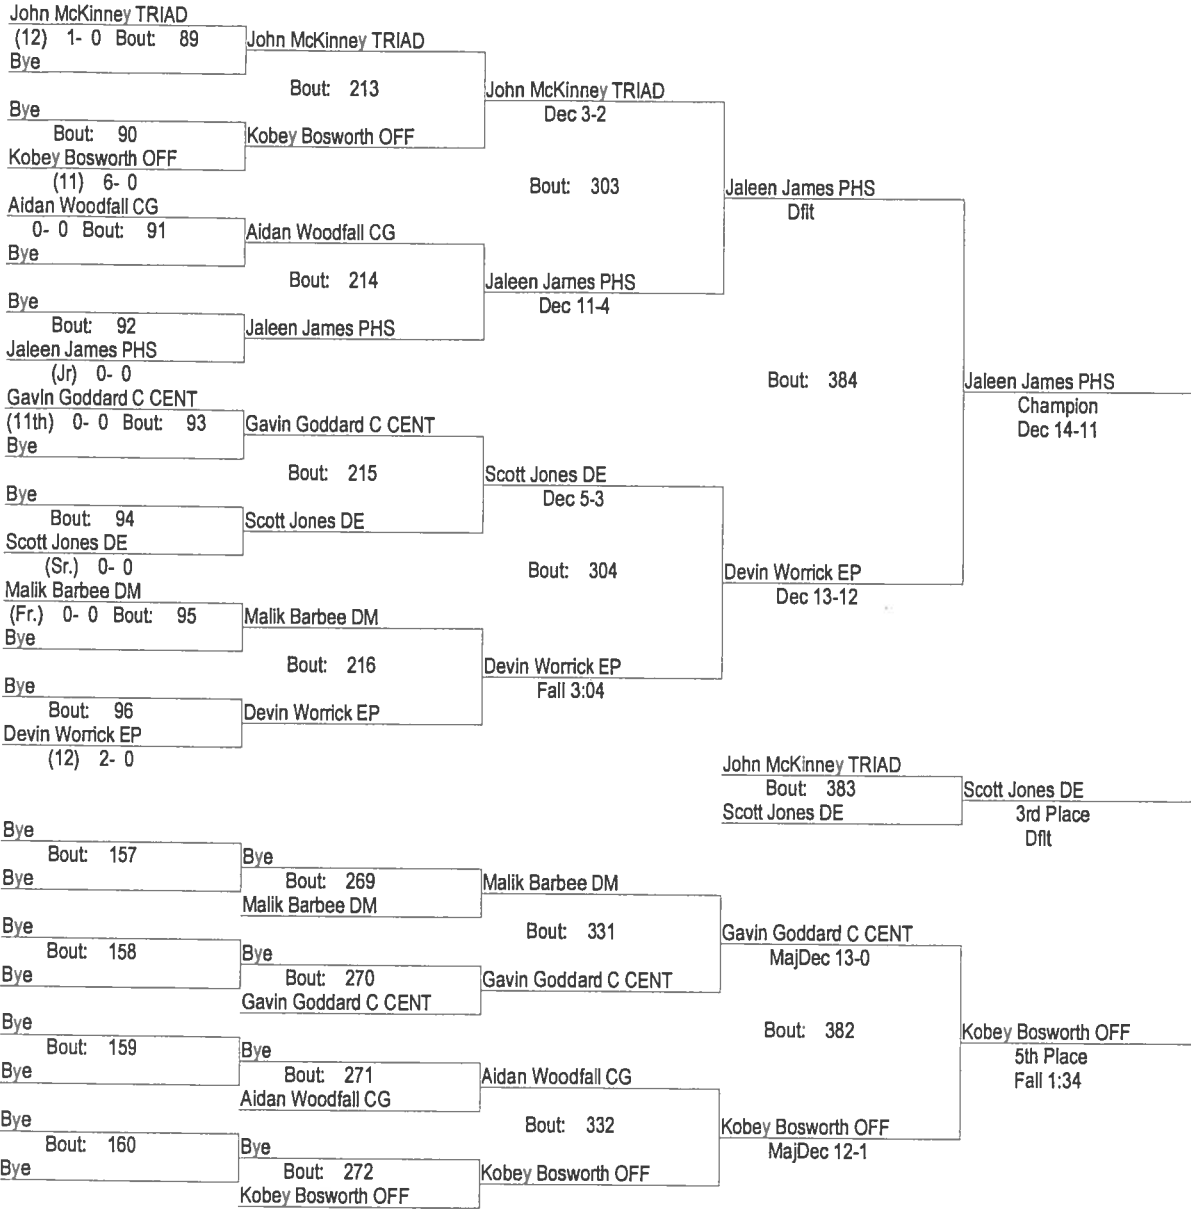 John McKinney TRIAD
(12) 1- 0 Bout: 89
Bye
John McKinney TRIAD
Bout: 213
Bye
Bout: 90
Kobey Bosworth OFF
(11) 6- 0
Kobey Bosworth OFF
John McKinney TRIAD
Dec 3-2
Bout: 303
Aidan Woodfall CG
0- 0 Bout: 91
Bye
Aidan Woodfall CG
Bout: 214
Bye
Bout: 92
Jaleen James PHS
(Jr) 0- 0
Jaleen James PHS
Jaleen James PHS
Dec 11-4
Jaleen James PHS
Dflt
Bout: 384
Jaleen James PHS
Champion
Dec 14-11
Gavin Goddard C CENT
(11th) 0- 0 Bout: 93
Bye
Gavin Goddard C CENT
Bout: 215
Bye
Bout: 94
Scott Jones DE
(Sr.) 0- 0
Scott Jones DE
Scott Jones DE
Dec 5-3
Bout: 304
Malik Barbee DM
(Fr.) 0- 0 Bout: 95
Bye
Malik Barbee DM
Bout: 216
Bye
Bout: 96
Devin Worrick EP
(12) 2- 0
Devin Worrick EP
Devin Worrick EP
Fall 3:04
Devin Worrick EP
Dec 13-12
John McKinney TRIAD
Bout: 383
Scott Jones DE
Scott Jones DE
3rd Place
Dflt
Bye
Bout: 157
Bye
Bye
Bout: 269
Malik Barbee DM
Malik Barbee DM
Bout: 331
Bye
Bout: 158
Bye
Bye
Bout: 270
Gavin Goddard C CENT
Gavin Goddard C CENT
Gavin Goddard C CENT
MajDec 13-0
Bout: 382
Bye
Bout: 159
Bye
Bye
Bout: 271
Aidan Woodfall CG
Aidan Woodfall CG
Bout: 332
Bye
Bout: 160
Bye
Bye
Bout: 272
Kobey Bosworth OFF
Kobey Bosworth OFF
Kobey Bosworth OFF
MajDec 12-1
Kobey Bosworth OFF
5th Place
Fall 1:34